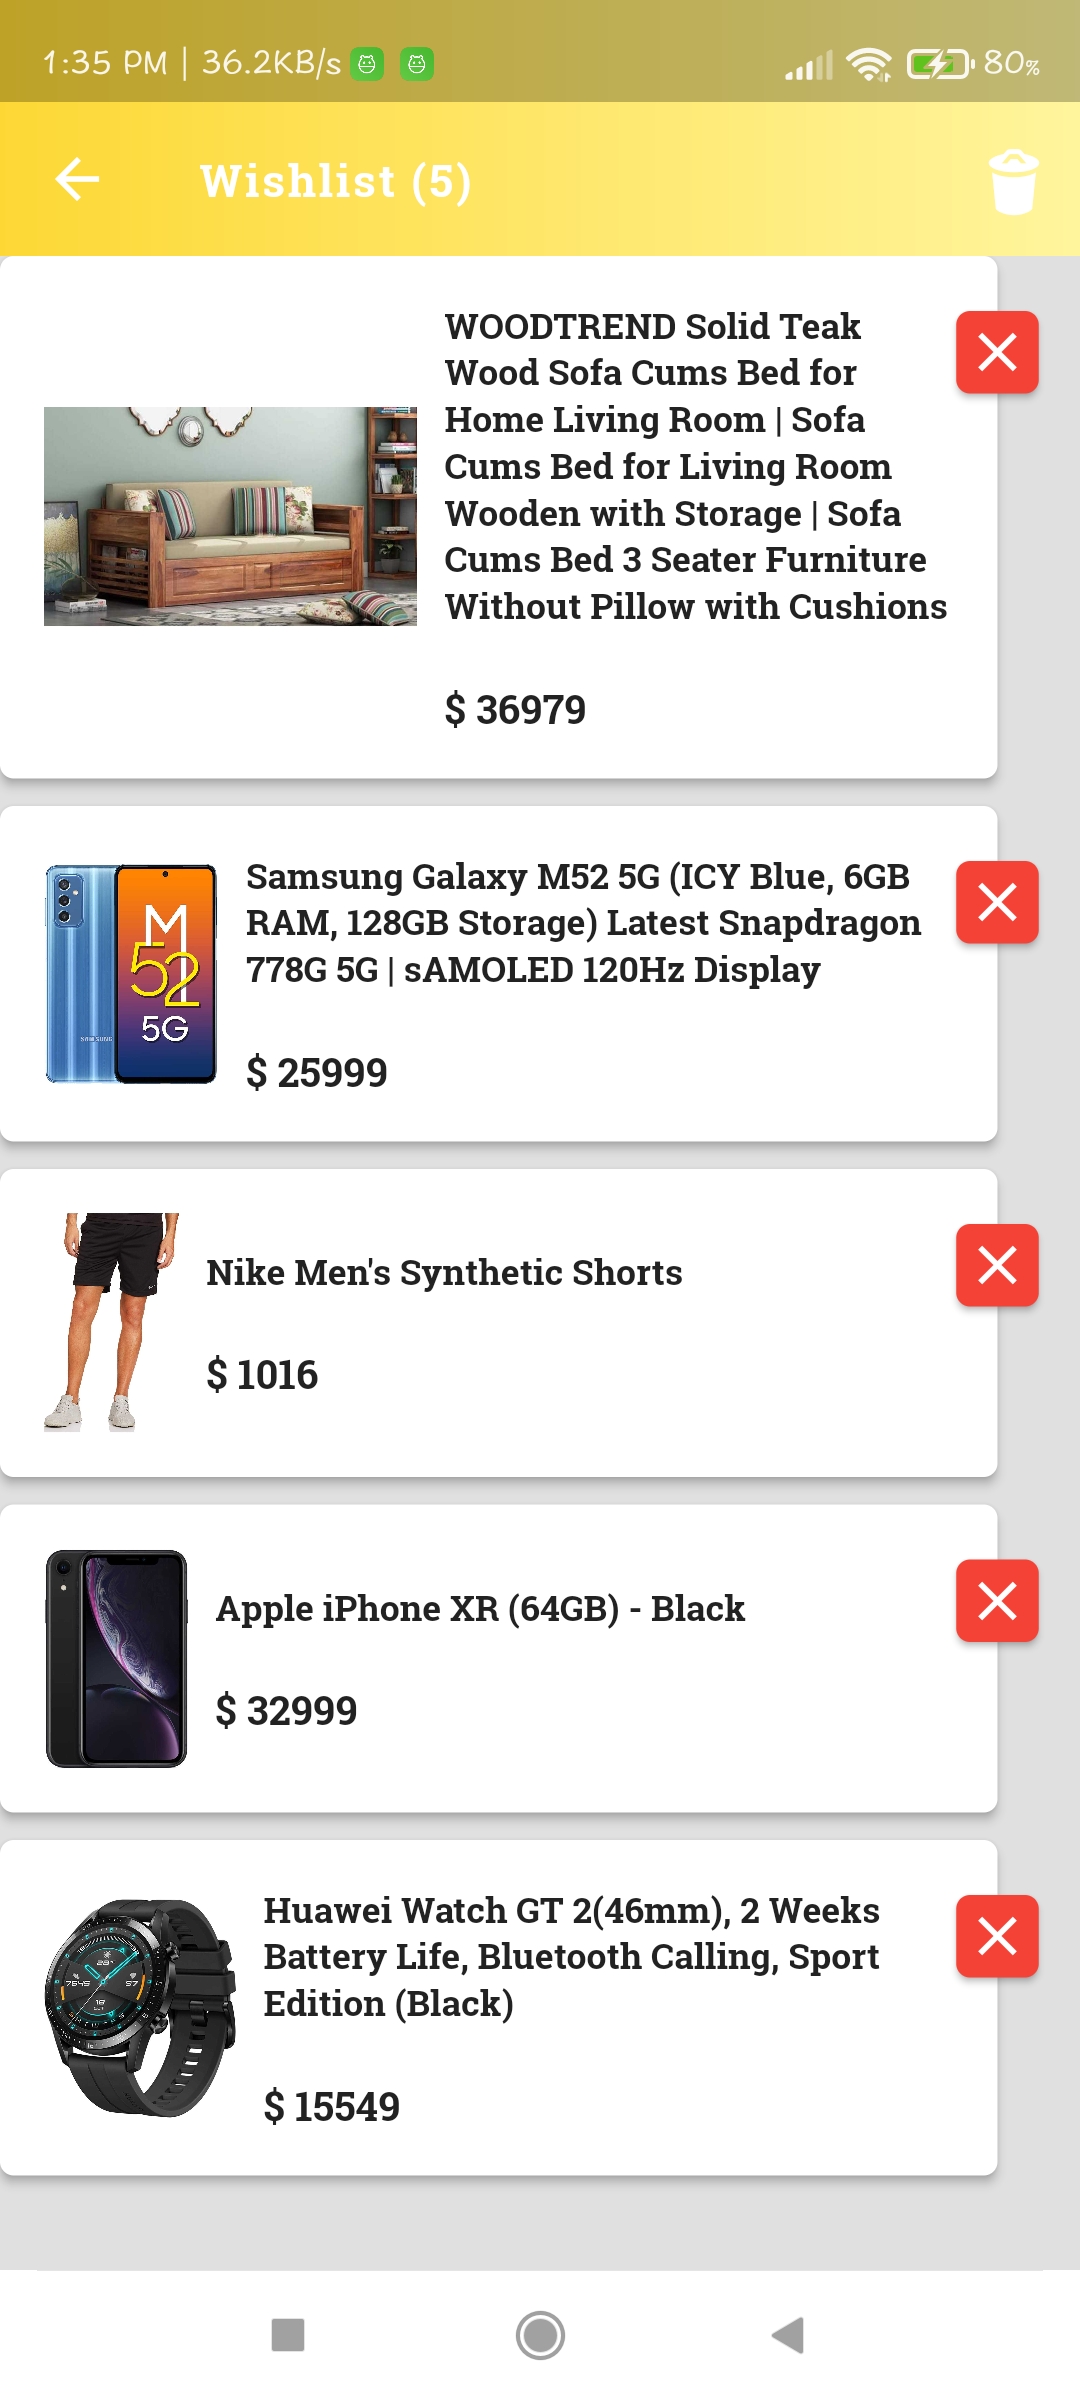 1:35 PM | 36.2KB/s
80%
Wishlist (5)
WOODTREND Solid Teak
Wood Sofa Cums Bed for
Home Living Room | Sofa
Cums Bed for Living Room
Wooden with Storage | Sofa
Cums Bed 3 Seater Furniture
Without Pillow with Cushions
$ 36979
Samsung Galaxy M52 5G (ICY Blue, 6GB
RAM, 128GB Storage) Latest Snapdragon
778G 5G | sAMOLED 120Hz Display
$ 25999
M
52
5G
SAMSUNG
Nike Men's Synthetic Shorts
$ 1016
Apple iPhone XR (64GB) - Black
$ 32999
Huawei Watch GT 2(46mm), 2 Weeks
Battery Life, Bluetooth Calling, Sport
Edition (Black)
$ 15549